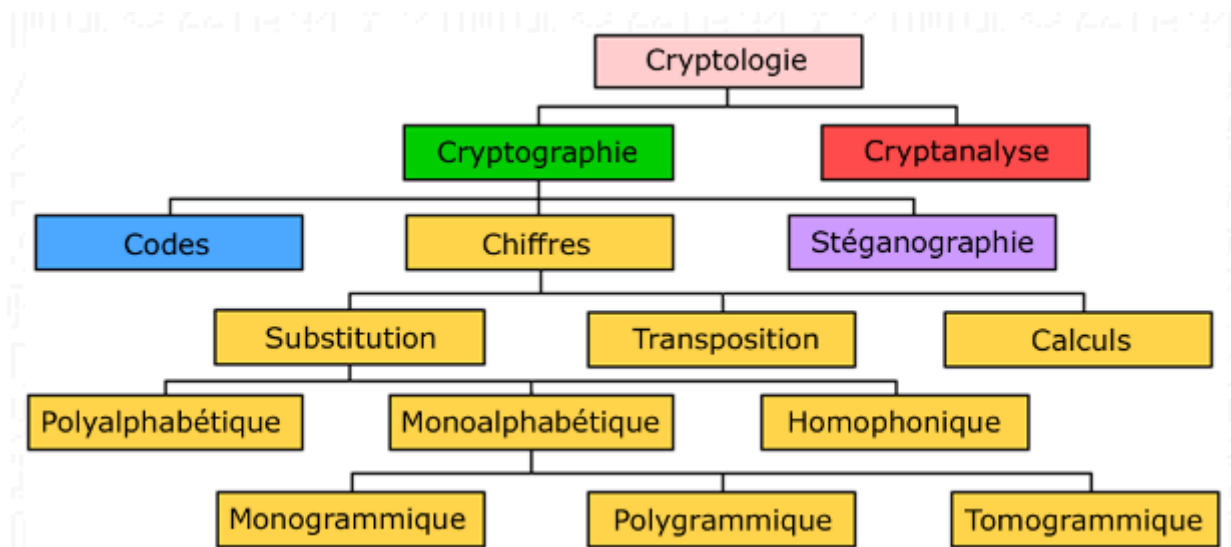 Cryptologie
Cryptographie
Cryptanalyse
Codes
Chiffres
Stéganographie
Substitution
Transposition
Calculs
Polyalphabétique
Monoalphabétique
Homophonique
Monogrammique
Polygrammique
Tomogrammique